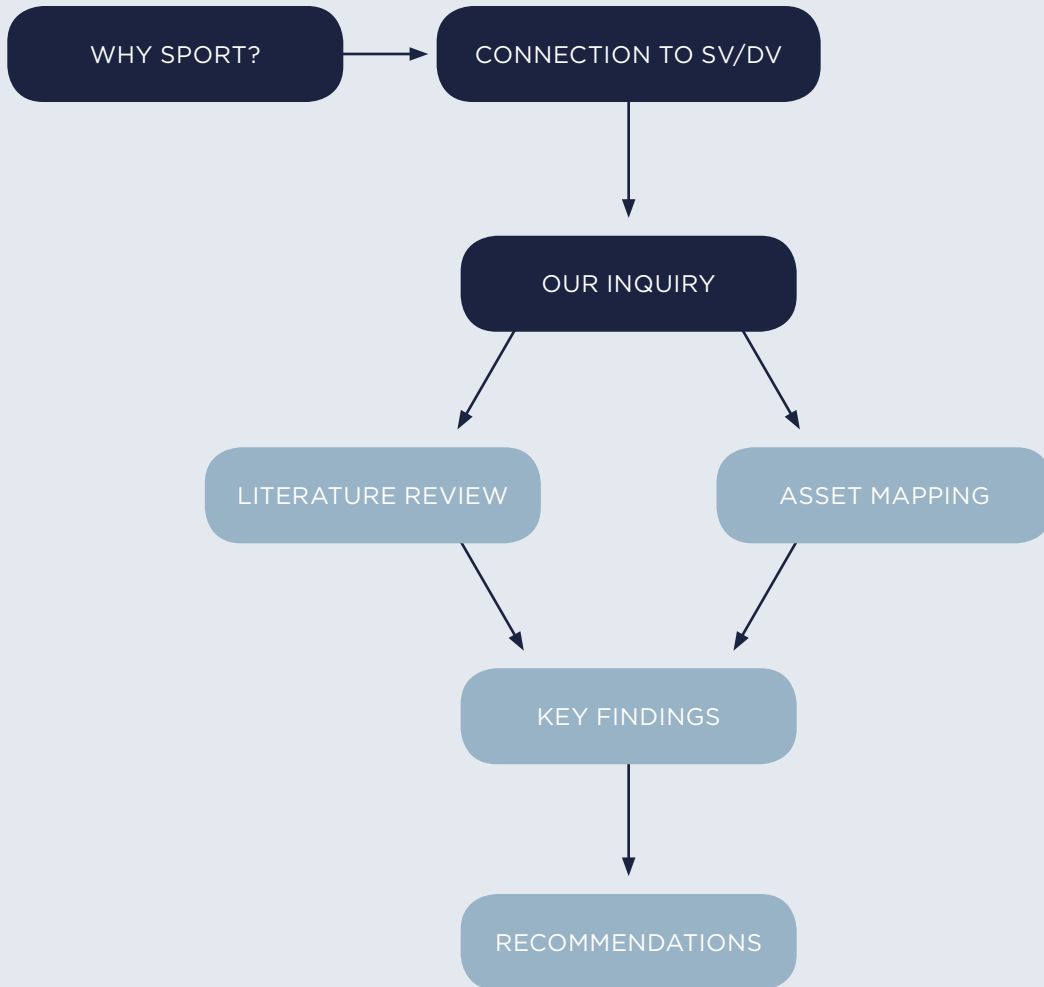 WHY SPORT?
CONNECTION TO SV/DV
OUR INQUIRY
LITERATURE REVIEW
ASSET MAPPING
KEY FINDINGS
RECOMMENDATIONS